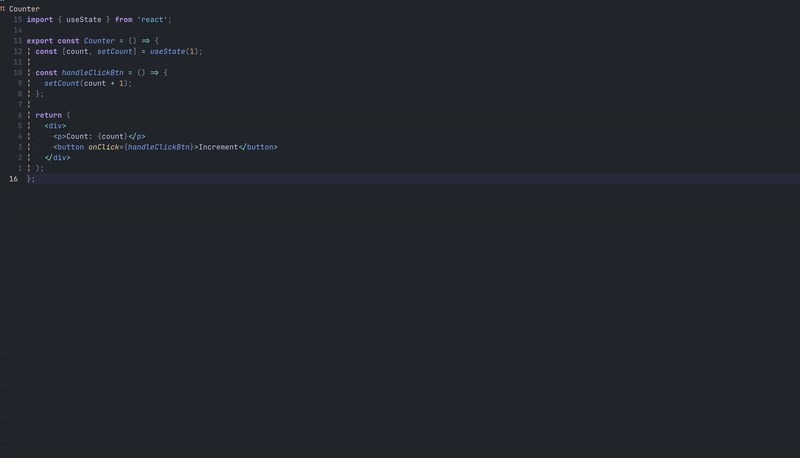 π Counter
15 import { useState } from 'react';
14
13 export const Counter = () => {
12 const [count, setCount] = useState(1);
11
10 const handleClickBtn = () => {
9 setCount(count + 1);
8 };
7
6 return (
5 <div>
4 <p>Count: {count}</p>
3 <button onClick={handleClickBtn}>Increment</button>
2 </div>
1 );
16 };